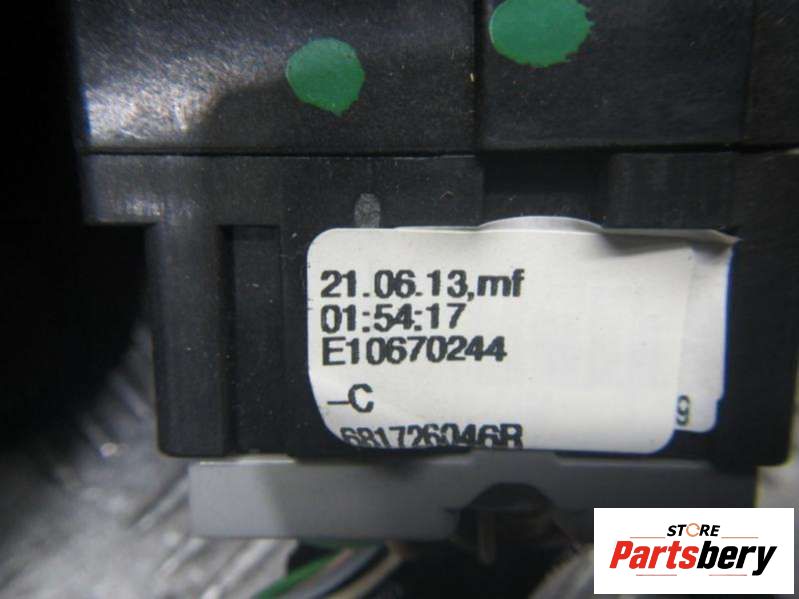 21.06.13,mf
01:54:17
E10670244
–C
681726046R
9
STORE
Partsbery